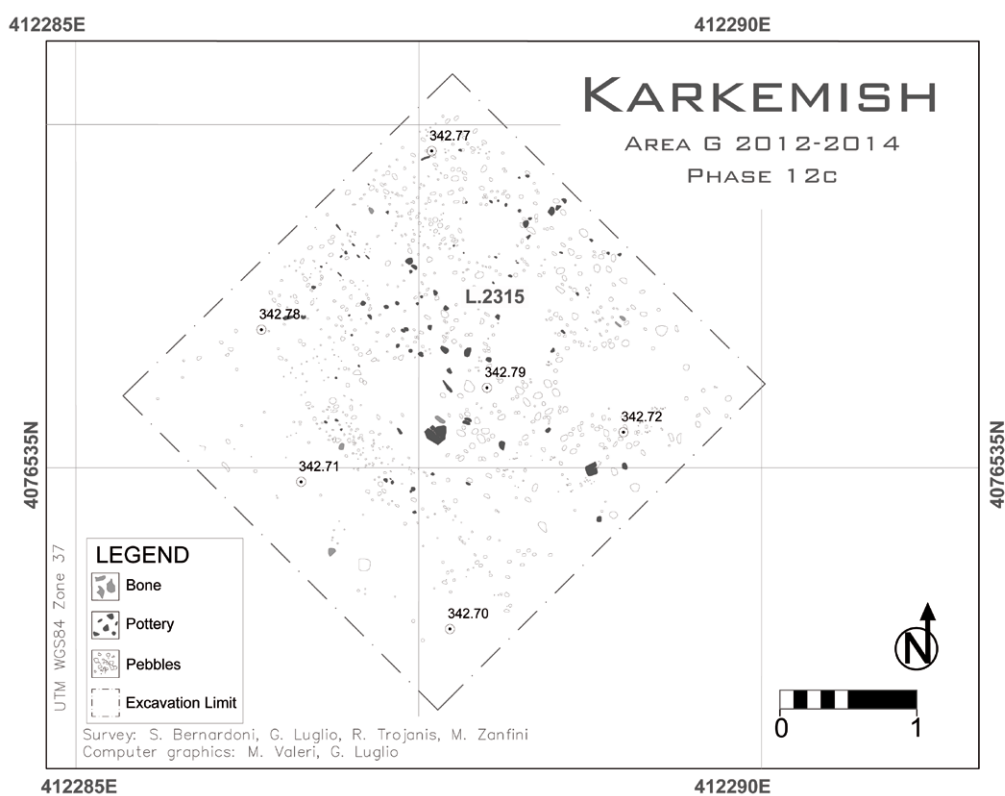 412285E
412290E
KARKEMISH
AREA G 2012-2014
PHASE 12C
342.77
L.2315
342.78
342.79
342.72
4076535N
4076535N
342.71
342.70
LEGEND
Bone
Pottery
Pebbles
Excavation Limit
UTM WGS84 Zone 37
N
0 1
Survey: S. Bernardoni, G. Luglio, R. Trojanis, M. Zanfini
Computer graphics: M. Valeri, G. Luglio
412285E
412290E